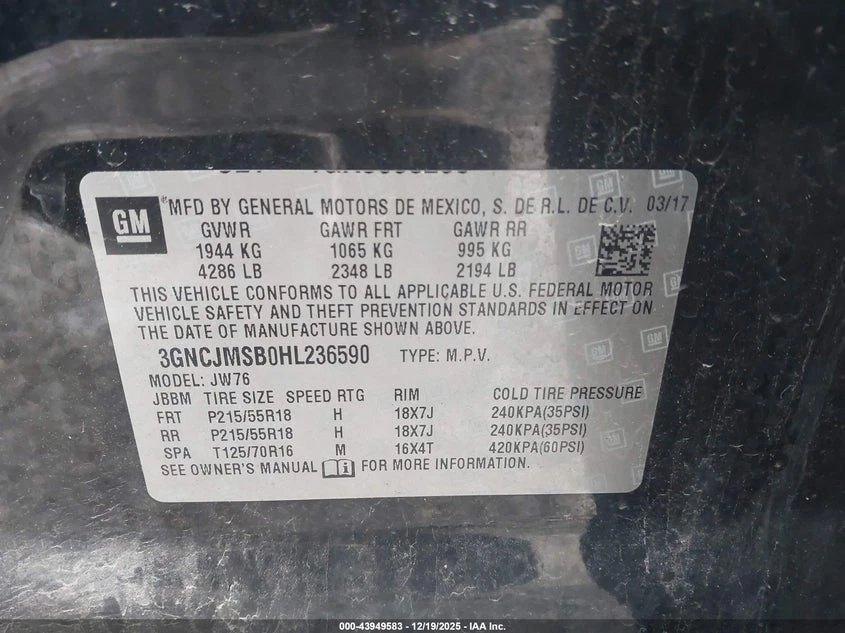 GM
®MFD BY GENERAL MOTORS DE MEXICO, S. DE R.L. DE C.V. 03/17
GVWR GAWR FRT GAWR RR
1944 KG 1065 KG 995 KG
4286 LB 2348 LB 2194 LB
THIS VEHICLE CONFORMS TO ALL APPLICABLE U.S. FEDERAL MOTOR
VEHICLE SAFETY AND THEFT PREVENTION STANDARDS IN EFFECT ON
THE DATE OF MANUFACTURE SHOWN ABOVE.
3GNCJMSB0HL236590 TYPE: M.P.V.
MODEL: JW76
JBBM TIRE SIZE SPEED RTG RIM COLD TIRE PRESSURE
FRT P215/55R18 H 18X7J 240KPA(35PSI)
RR P215/55R18 H 18X7J 240KPA(35PSI)
SPA T125/70R16 M 16X4T 420KPA(60PSI)
SEE OWNER'S MANUAL FOR MORE INFORMATION.
000-43949583 - 12/19/2025 - IAA Inc.